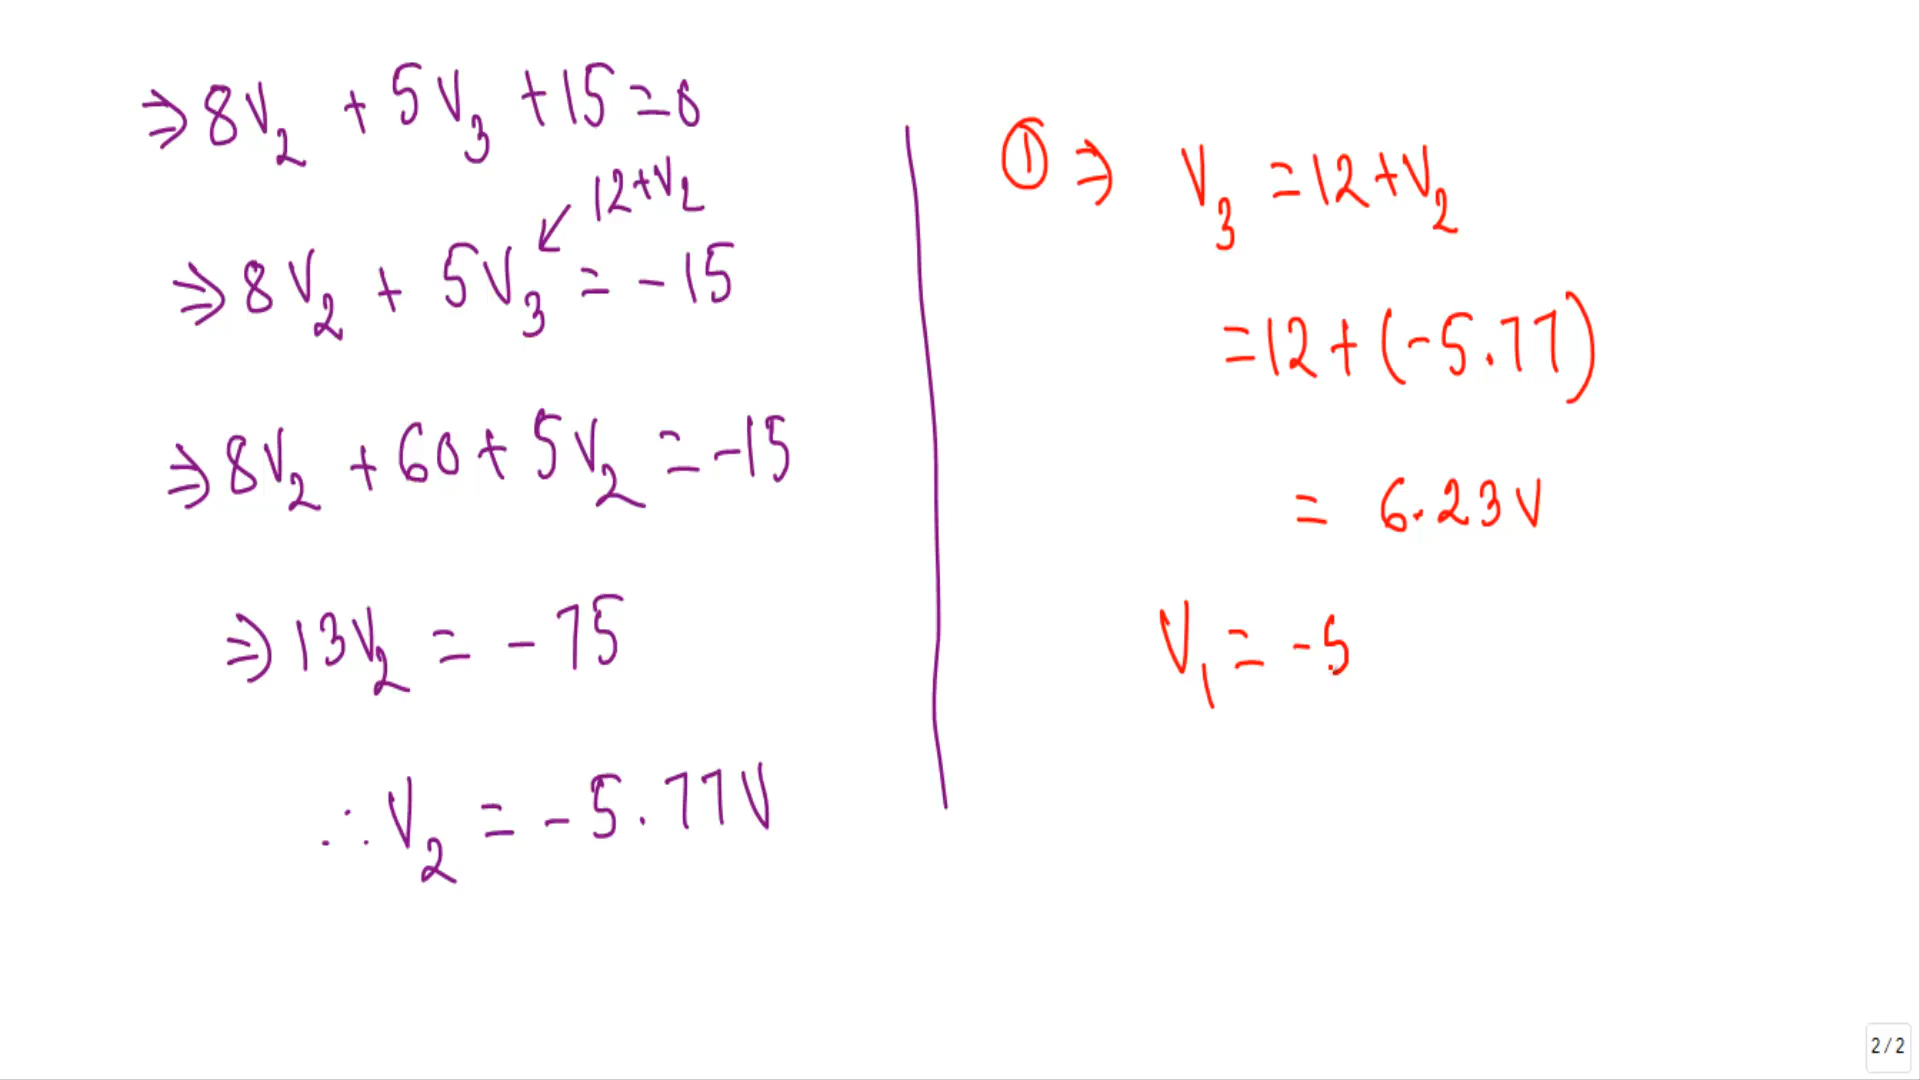 ⇒ 8V₂ + 5V₃ + 15 = 0
12+V₂
⇒ 8V₂ + 5V₃ ↙ = -15
⇒ 8V₂ + 60 + 5V₂ = -15
⇒ 13V₂ = -75
∴ V₂ = -5.77V
① ⇒ V₃ = 12 + V₂
= 12 + (-5.77)
= 6.23V
V₁ = -5
2/2